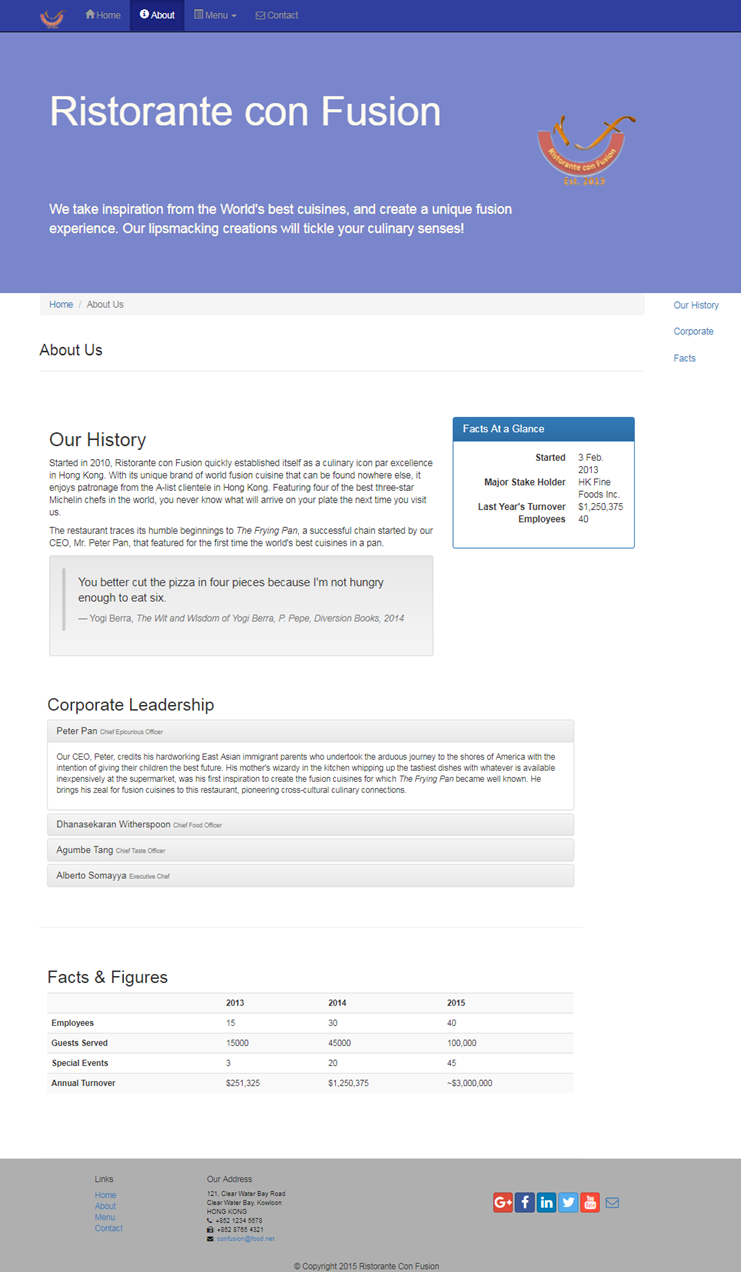 Home About Menu Contact
Ristorante con Fusion
Ristorante con Fusion
Est. 2015
We take inspiration from the World's best cuisines, and create a unique fusion
experience. Our lipsmacking creations will tickle your culinary senses!
Home / About Us
Our History
Corporate
Facts
About Us
Our History
Started in 2010, Ristorante con Fusion quickly established itself as a culinary icon par excellence
in Hong Kong. With its unique brand of world fusion cuisine that can be found nowhere else, it
enjoys patronage from the A-list clientele in Hong Kong. Featuring four of the best three-star
Michelin chefs in the world, you never know what will arrive on your plate the next time you visit
us.
The restaurant traces its humble beginnings to The Frying Pan, a successful chain started by our
CEO, Mr. Peter Pan, that featured for the first time the world's best cuisines in a pan.
Facts At a Glance
Started 3 Feb.
2013
Major Stake Holder HK Fine
Foods Inc.
Last Year's Turnover $1,250,375
Employees 40
You better cut the pizza in four pieces because I'm not hungry
enough to eat six.
— Yogi Berra, The Wit and Wisdom of Yogi Berra, P. Pepe, Diversion Books, 2014
Corporate Leadership
Peter Pan Chief Epicurious Officer
Our CEO, Peter, credits his hardworking East Asian immigrant parents who undertook the arduous journey to the shores of America with the
intention of giving their children the best future. His mother's wizardy in the kitchen whipping up the tastiest dishes with whatever is available
inexpensively at the supermarket, was his first inspiration to create the fusion cuisines for which The Frying Pan became well known. He
brings his zeal for fusion cuisines to this restaurant, pioneering cross-cultural culinary connections.
Dhanasekaran Witherspoon Chief Food Officer
Agumbe Tang Chief Taste Officer
Alberto Somayya Executive Chef
Facts & Figures
2013 2014 2015
Employees 15 30 40
Guests Served 15000 45000 100,000
Special Events 3 20 45
Annual Turnover $251,325 $1,250,375 ~$3,000,000
Links
Home
About
Menu
Contact
Our Address
121, Clear Water Bay Road
Clear Water Bay, Kowloon
HONG KONG
: +852 1234 5678
: +852 8765 4321
: confusion@food.net
G+ f in You Tube
© Copyright 2015 Ristorante Con Fusion